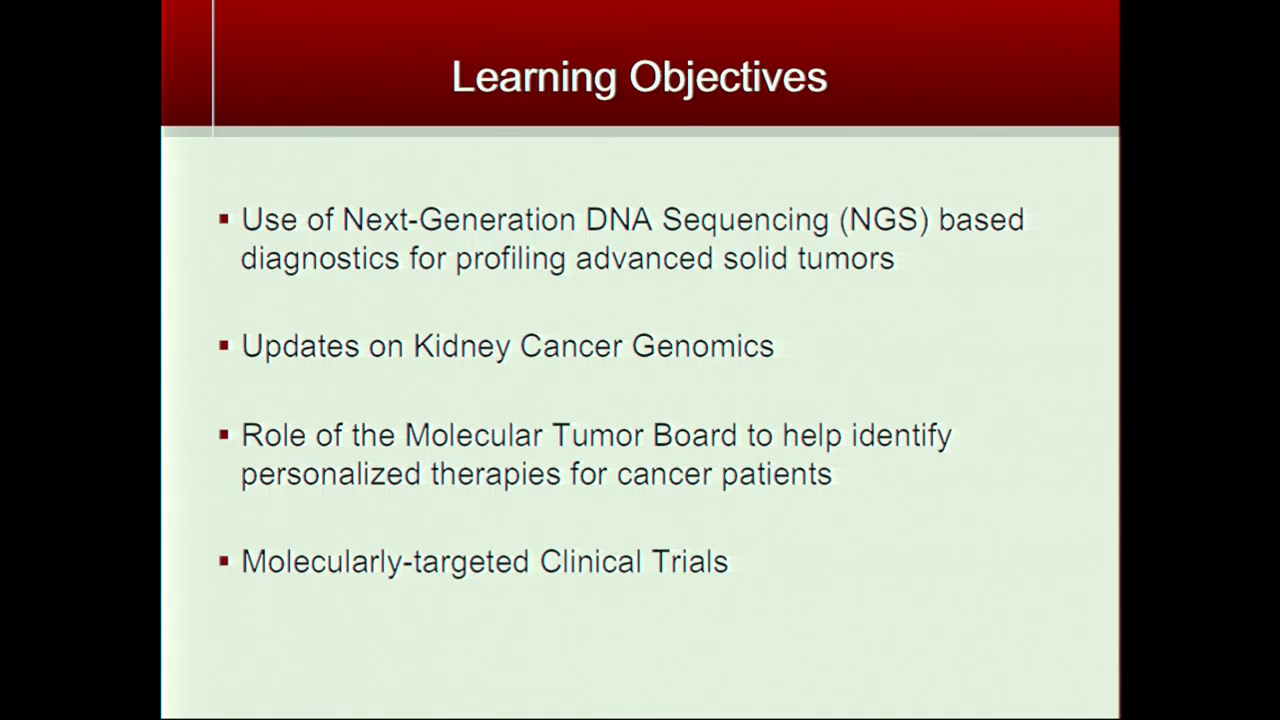 Learning Objectives
▪ Use of Next-Generation DNA Sequencing (NGS) based
diagnostics for profiling advanced solid tumors
▪ Updates on Kidney Cancer Genomics
▪ Role of the Molecular Tumor Board to help identify
personalized therapies for cancer patients
▪ Molecularly-targeted Clinical Trials